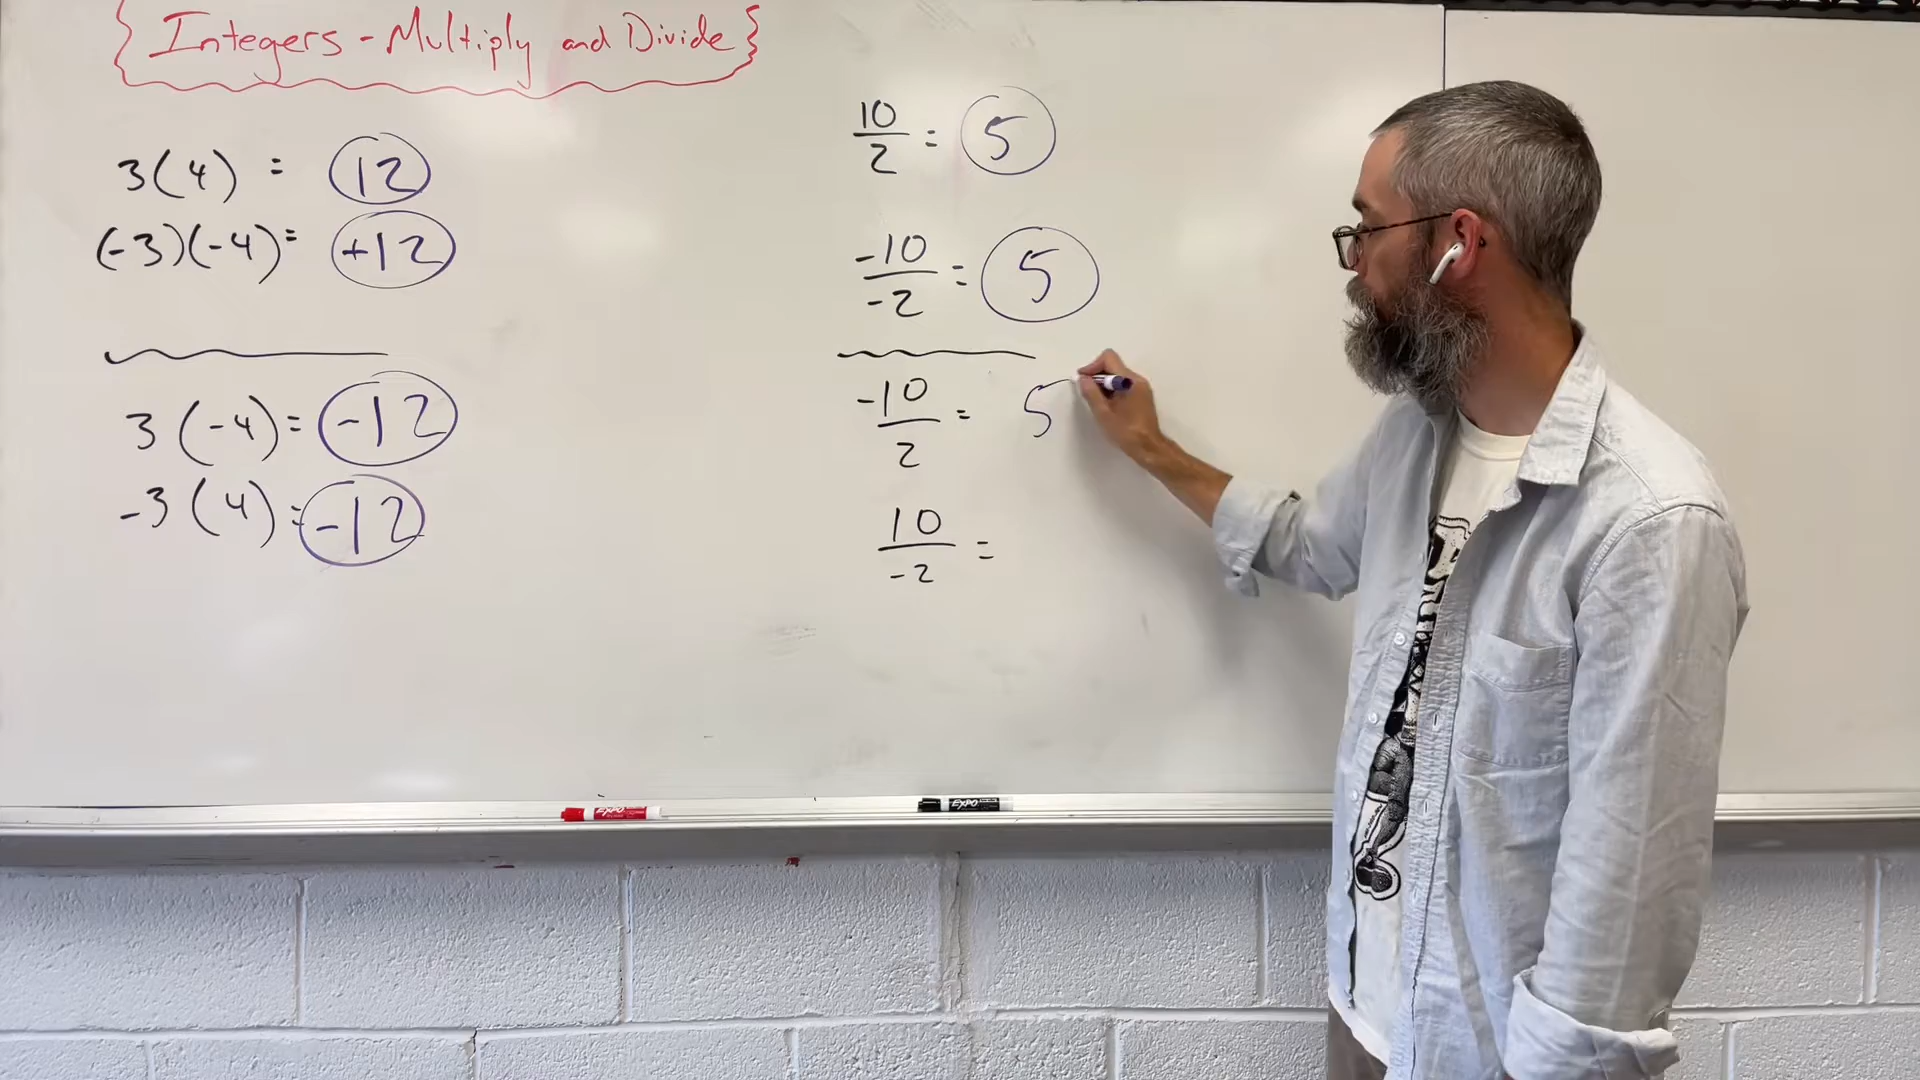 Integers - Multiply and Divide
3(4) = 12
(-3)(-4) = +12
3(-4) = -12
-3(4) = -12
10/2 = 5
-10/-2 = 5
-10/2 = 5
10/-2 =
EXPO
EXPO